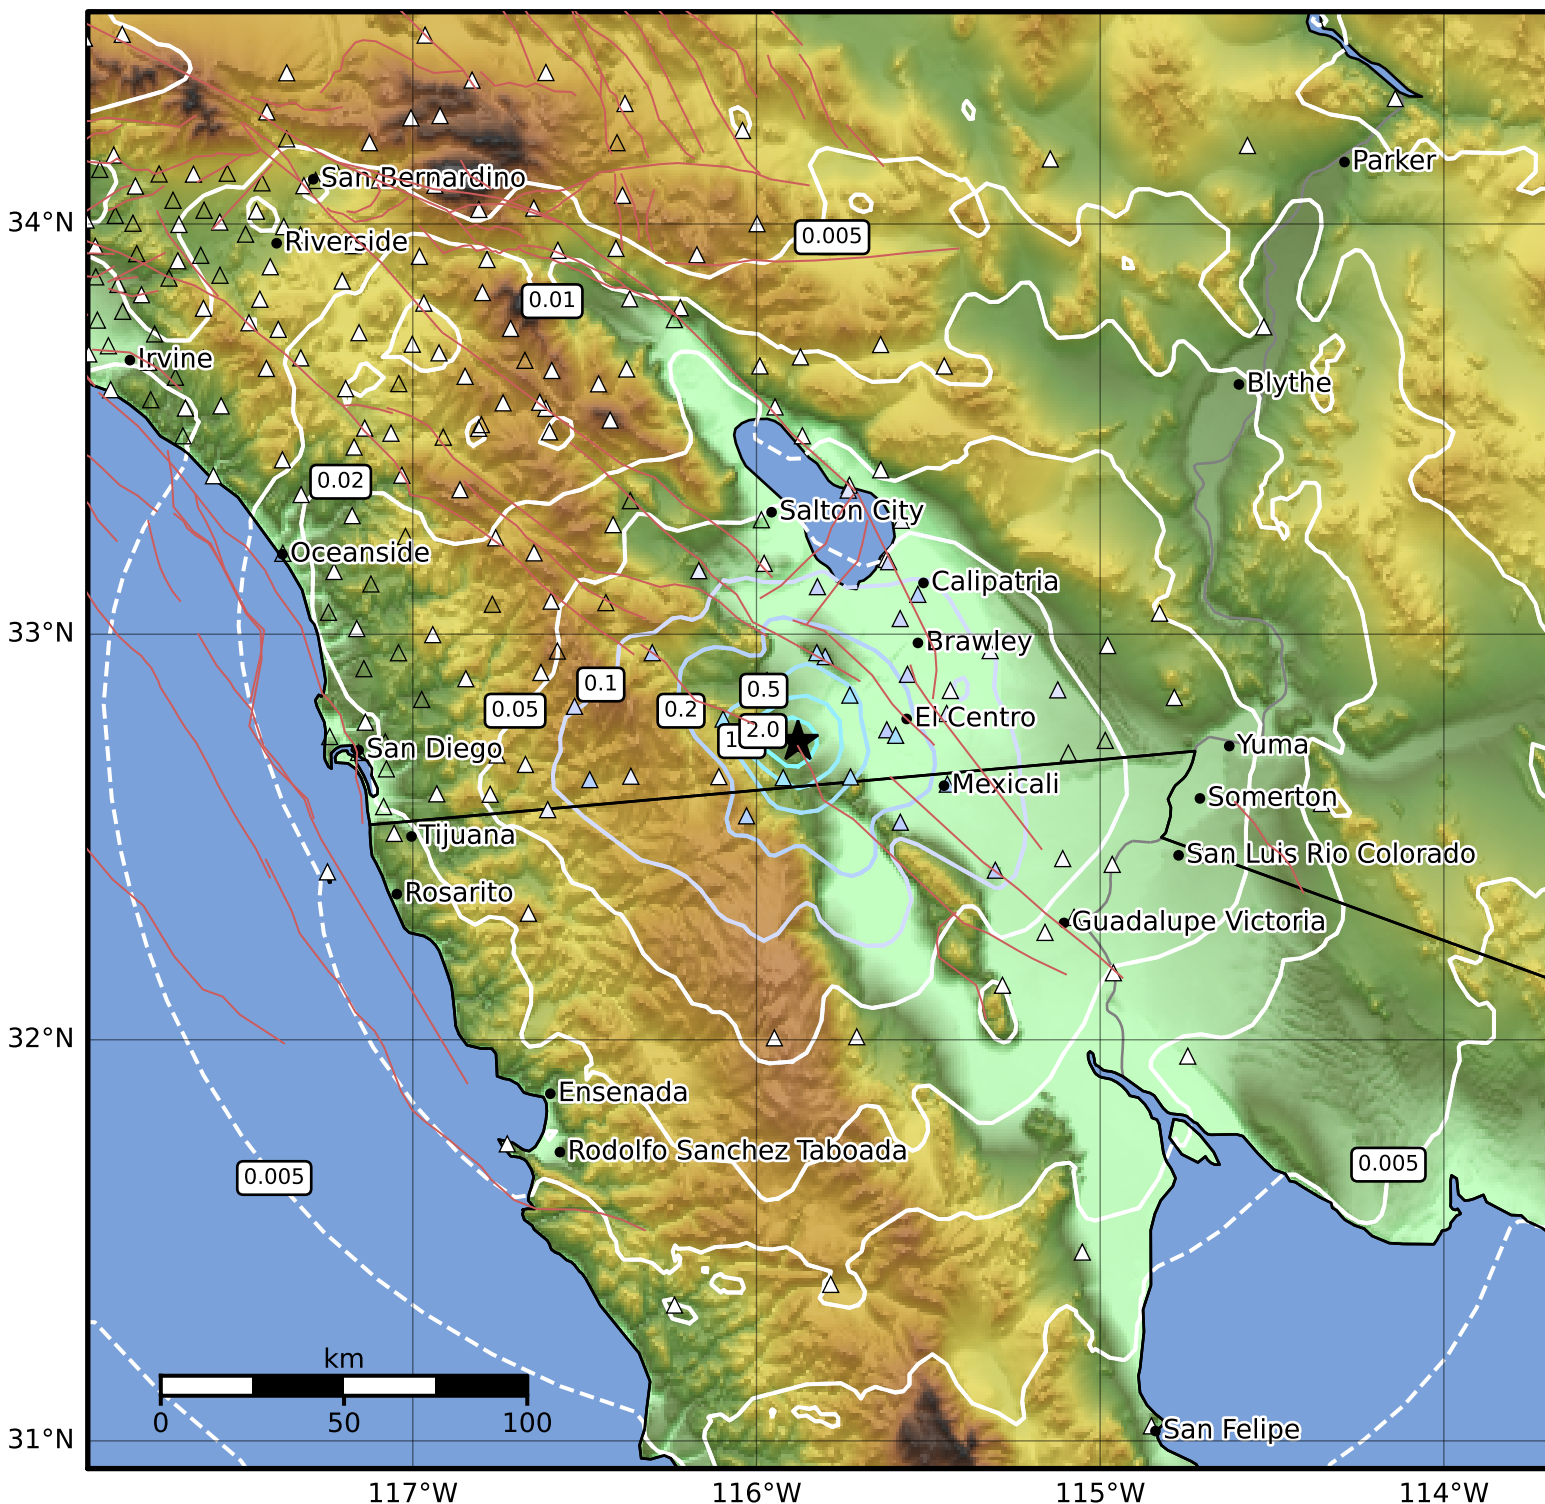 Parker
San Bernardino
34°N
0.005
Riverside
0.01
Irvine
Blythe
0.02
Salton City
Oceanside
Calipatria
33°N
Brawley
0.1
0.5
0.05
0.2
El Centro
2.0
San Diego
Yuma
Mexicali
Somerton
Tijuana
San Luis Rio Colorado
Rosarito
Guadalupe Victoria
32°N
Ensenada
Rodolfo Sanchez Taboada
0.005
0.005
km
0 50 100
San Felipe
31°N
117°W 116°W 115°W 114°W